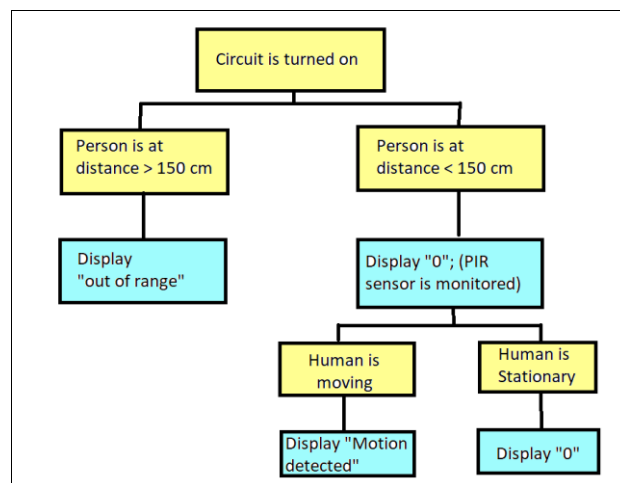 Circuit is turned on
Person is at
distance > 150 cm
Person is at
distance < 150 cm
Display
"out of range"
Display "0"; (PIR
sensor is monitored)
Human is
moving
Human is
Stationary
Display "Motion
detected"
Display "0"